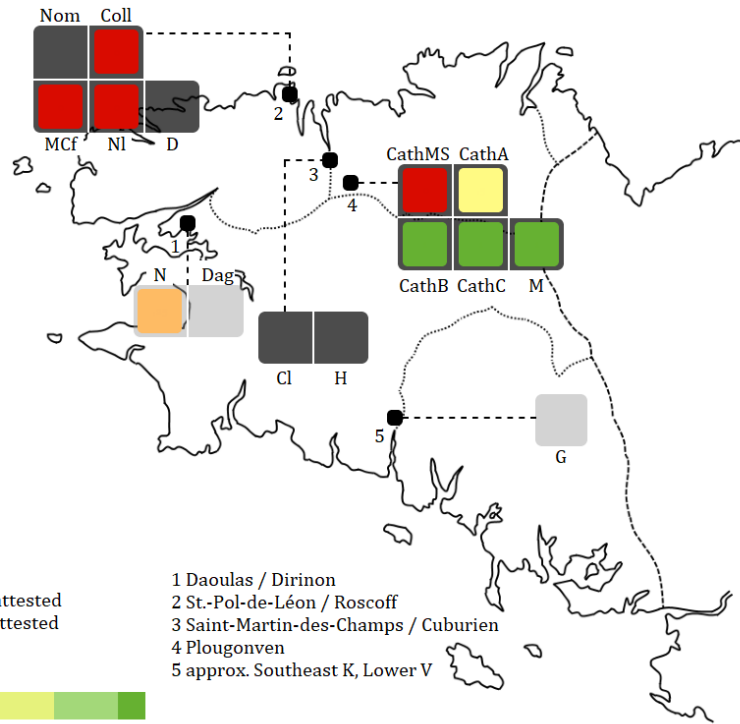 Nom Coll
2
MCf Nl D
3
CathMS CathA
4
1
CathB CathC M
N Dag
Cl H
5
G
1 Daoulas / Dirinon
attested
2 St.-Pol-de-Léon / Roscoff
ttested
3 Saint-Martin-des-Champs / Cuburien
4 Plougonven
5 approx. Southeast K, Lower V